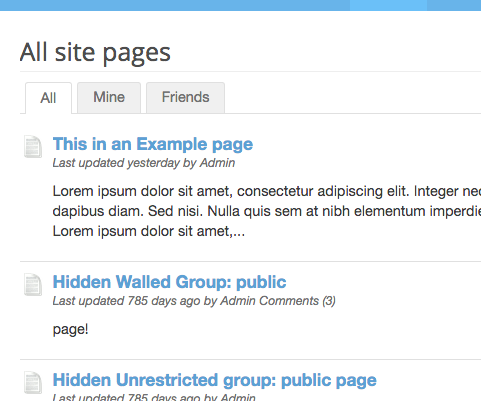 All site pages
All Mine Friends
This in an Example page
Last updated yesterday by Admin
Lorem ipsum dolor sit amet, consectetur adipiscing elit. Integer nec
dapibus diam. Sed nisi. Nulla quis sem at nibh elementum imperdie
Lorem ipsum dolor sit amet,...
Hidden Walled Group: public
Last updated 785 days ago by Admin Comments (3)
page!
Hidden Unrestricted group: public page
Last updated 785 days ago by Admin